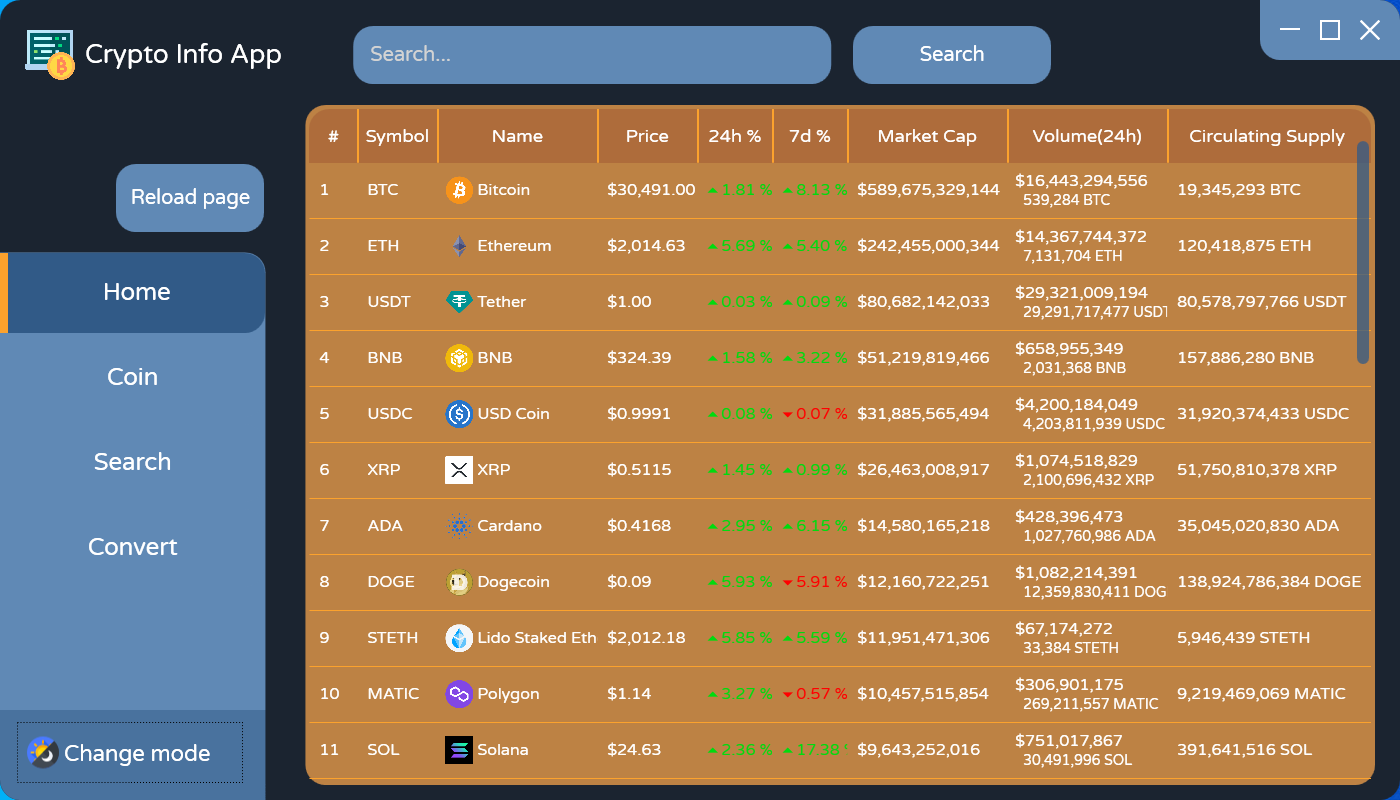 Crypto Info App
Search...
Search
Reload page
Home
Coin
Search
Convert
Change mode
# Symbol Name Price 24h % 7d % Market Cap Volume(24h) Circulating Supply
1 BTC Bitcoin $30,491.00 1.81 % 8.13 % $589,675,329,144 $16,443,294,556 19,345,293 BTC
539,284 BTC
2 ETH Ethereum $2,014.63 5.69 % 5.40 % $242,455,000,344 $14,367,744,372 120,418,875 ETH
7,131,704 ETH
3 USDT Tether $1.00 0.03 % 0.09 % $80,682,142,033 $29,321,009,194 80,578,797,766 USDT
29,291,717,477 USDT
4 BNB BNB $324.39 1.58 % 3.22 % $51,219,819,466 $658,955,349 157,886,280 BNB
2,031,368 BNB
5 USDC USD Coin $0.9991 0.08 % 0.07 % $31,885,565,494 $4,200,184,049 31,920,374,433 USDC
4,203,811,939 USDC
6 XRP XRP $0.5115 1.45 % 0.99 % $26,463,008,917 $1,074,518,829 51,750,810,378 XRP
2,100,696,432 XRP
7 ADA Cardano $0.4168 2.95 % 6.15 % $14,580,165,218 $428,396,473 35,045,020,830 ADA
1,027,760,986 ADA
8 DOGE Dogecoin $0.09 5.93 % 5.91 % $12,160,722,251 $1,082,214,391 138,924,786,384 DOGE
12,359,830,411 DOG
9 STETH Lido Staked Eth $2,012.18 5.85 % 5.59 % $11,951,471,306 $67,174,272 5,946,439 STETH
33,384 STETH
10 MATIC Polygon $1.14 3.27 % 0.57 % $10,457,515,854 $306,901,175 9,219,469,069 MATIC
269,211,557 MATIC
11 SOL Solana $24.63 2.36 % 17.38 $9,643,252,016 $751,017,867 391,641,516 SOL
30,491,996 SOL